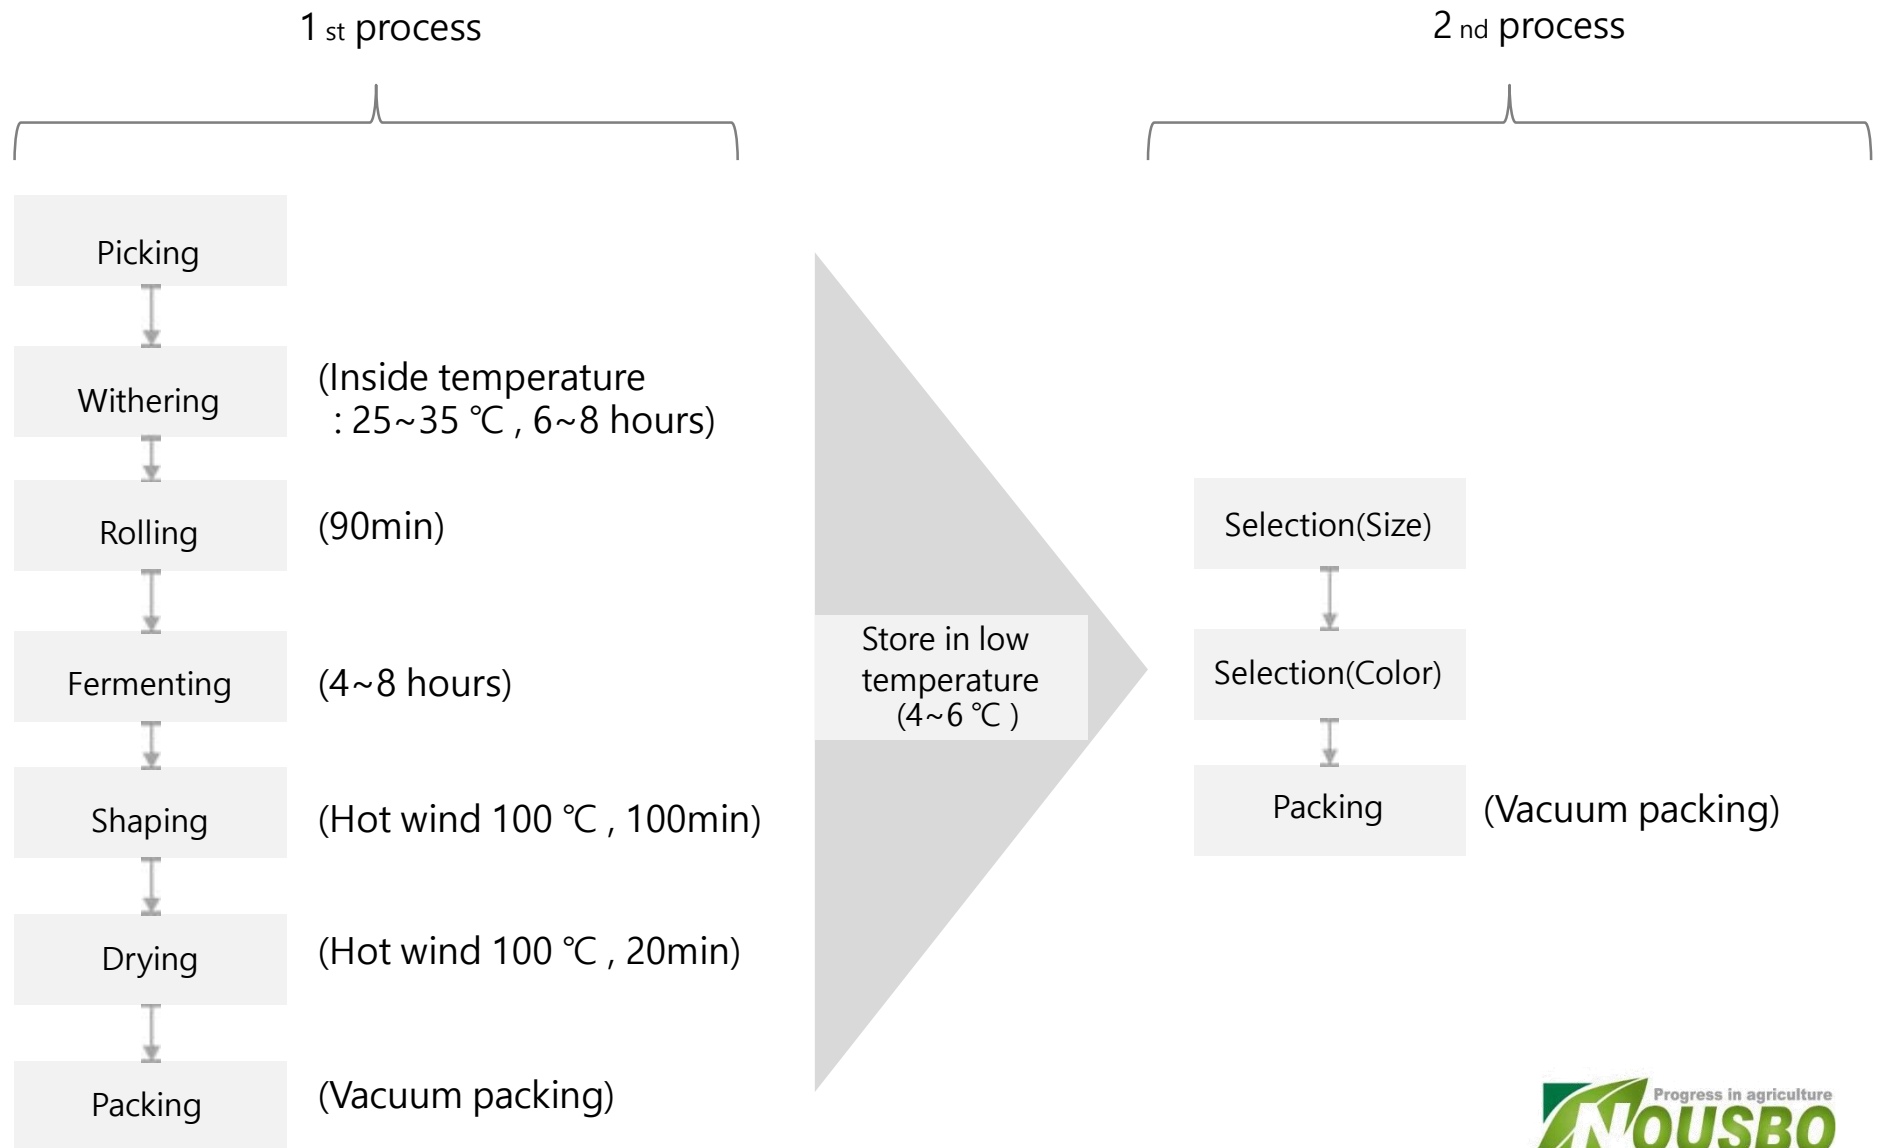 1 st process
2 nd process
Picking
Withering
(Inside temperature
: 25~35 ℃ , 6~8 hours)
Rolling
(90min)
Fermenting
(4~8 hours)
Shaping
(Hot wind 100 ℃ , 100min)
Drying
(Hot wind 100 ℃ , 20min)
Packing
(Vacuum packing)
Store in low
temperature
(4~6 ℃ )
Selection(Size)
Selection(Color)
Packing
(Vacuum packing)
Progress in agriculture
NOUSBO